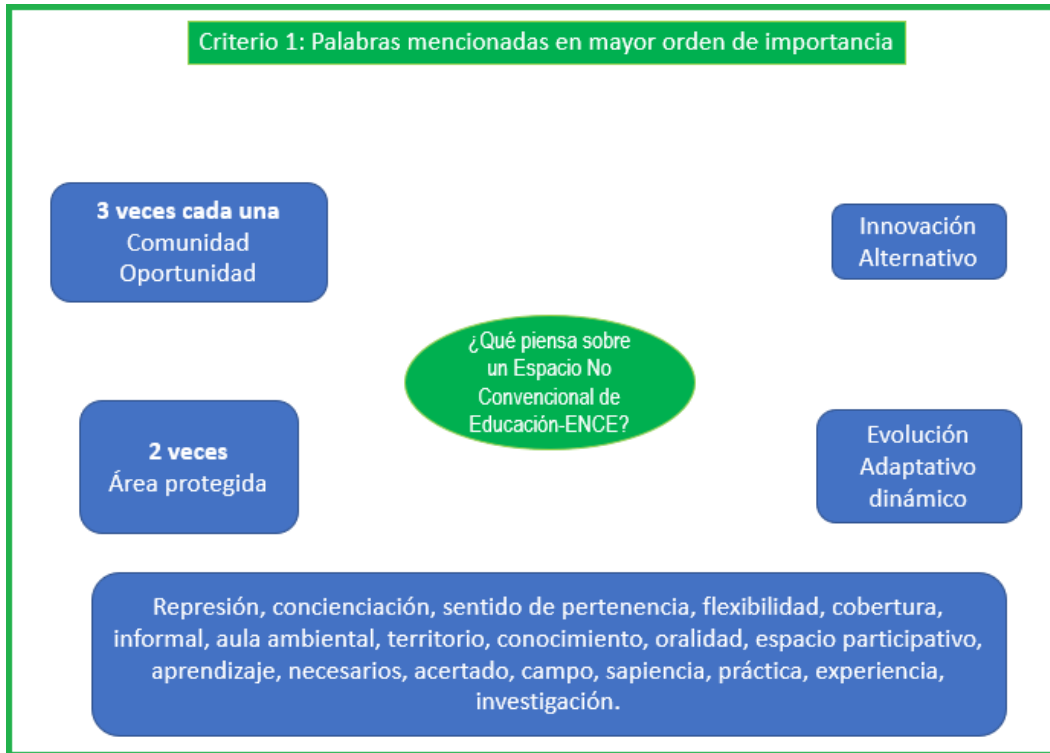 Criterio 1: Palabras mencionadas en mayor orden de importancia
3 veces cada una
Comunidad
Oportunidad
Innovación
Alternativo
¿Qué piensa sobre
un Espacio No
Convencional de
Educación-ENCE?
2 veces
Área protegida
Evolución
Adaptativo
dinámico
Represión, concienciación, sentido de pertenencia, flexibilidad, cobertura,
informal, aula ambiental, territorio, conocimiento, oralidad, espacio participativo,
aprendizaje, necesarios, acertado, campo, sapiencia, práctica, experiencia,
investigación.